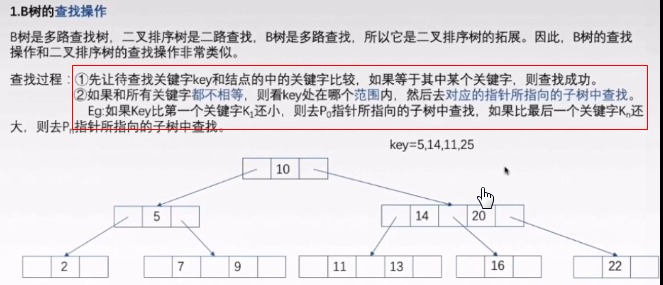 1.B树的查找操作
B树是多路查找树，二叉排序树是二路查找，B树是多路查找，所以它是二叉排序树的拓展。因此，B树的查找
操作和二叉排序树的查找操作非常类似。
查找过程：①先让待查找关键字key和结点的中的关键字比较，如果等于其中某个关键字，则查找成功。
②如果和所有关键字都不相等，则看key处在哪个范围内，然后去对应的指针所指向的子树中查找。
Eg:如果Key比第一个关键字K₁还小，则去P₀指针所指向的子树中查找，如果比最后一个关键字Kₙ还
大，则去Pₙ指针所指向的子树中查找。
key=5,14,11,25
10
5 14 20
2 7 9 11 13 16 22